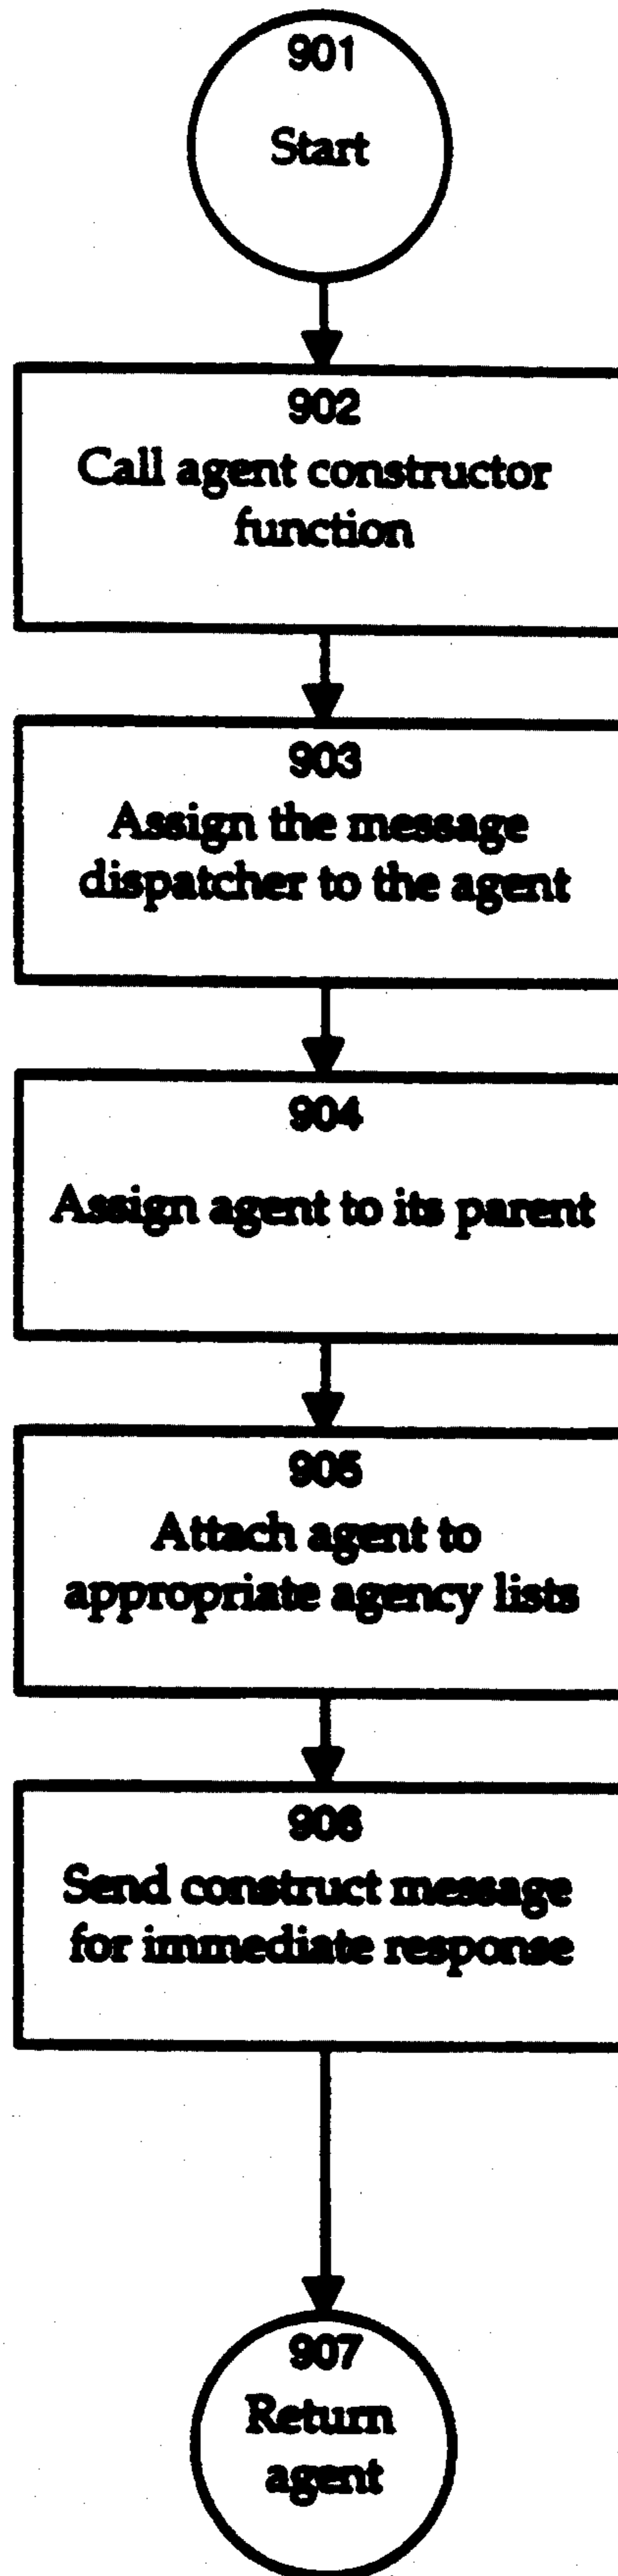 901
Start
902
Call agent constructor
function
903
Assign the message
dispatcher to the agent
904
Assign agent to its parent
905
Attach agent to
appropriate agency lists
906
Send construct message
for immediate response
907
Return
agent